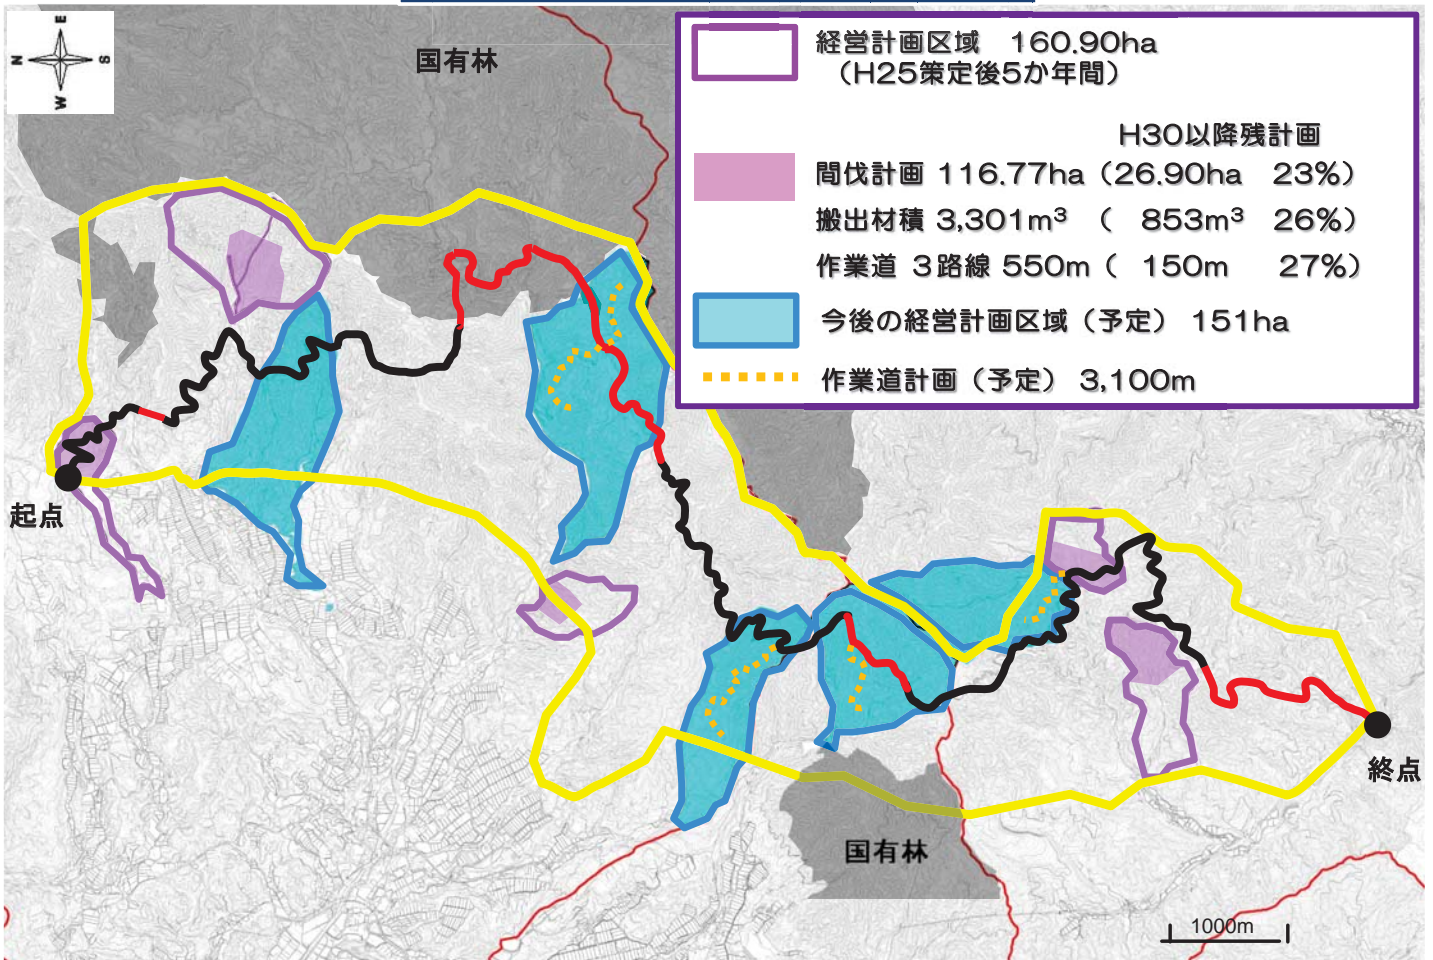 E
N
S
W
国有林
経営計画区域 160.90ha
（H25策定後5か年間）
H30以降残計画
間伐計画 116.77ha（26.90ha 23%）
搬出材積 3,301m³ （ 853m³ 26%）
作業道 ３路線 550m（ 150m 27%）
今後の経営計画区域（予定） 151ha
作業道計画（予定） 3,100m
起点
終点
国有林
1000m